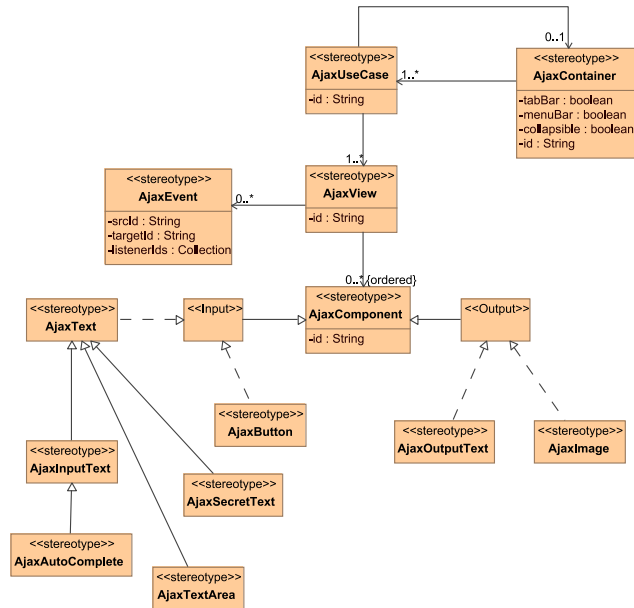 0..1
<<stereotype>>
AjaxUseCase
-id : String
1..*
<<stereotype>>
AjaxContainer
-tabBar : boolean
-menuBar : boolean
-collapsible : boolean
-id : String
1..*
<<stereotype>>
AjaxEvent
-srcId : String
-targetId : String
-listenerIds : Collection
0..*
<<stereotype>>
AjaxView
-id : String
0..* {ordered}
<<stereotype>>
AjaxText
<<Input>>
<<stereotype>>
AjaxComponent
-id : String
<<Output>>
<<stereotype>>
AjaxButton
<<stereotype>>
AjaxOutputText
<<stereotype>>
AjaxImage
<<stereotype>>
AjaxInputText
<<stereotype>>
AjaxSecretText
<<stereotype>>
AjaxAutoComplete
<<stereotype>>
AjaxTextArea